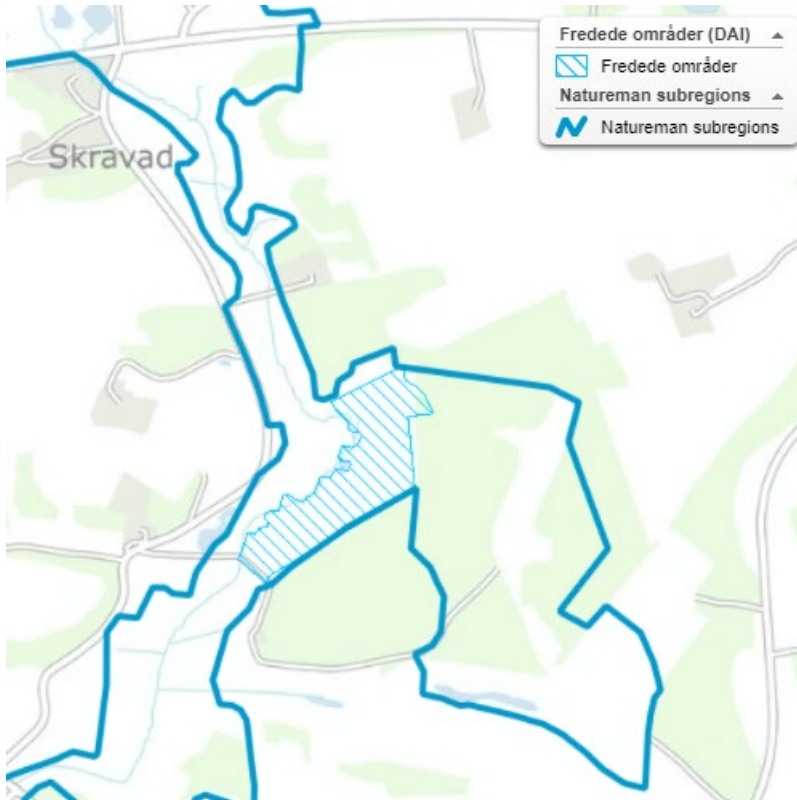 Fredede områder (DAI)
Fredede områder
Natureman subregions
Natureman subregions
Skravad